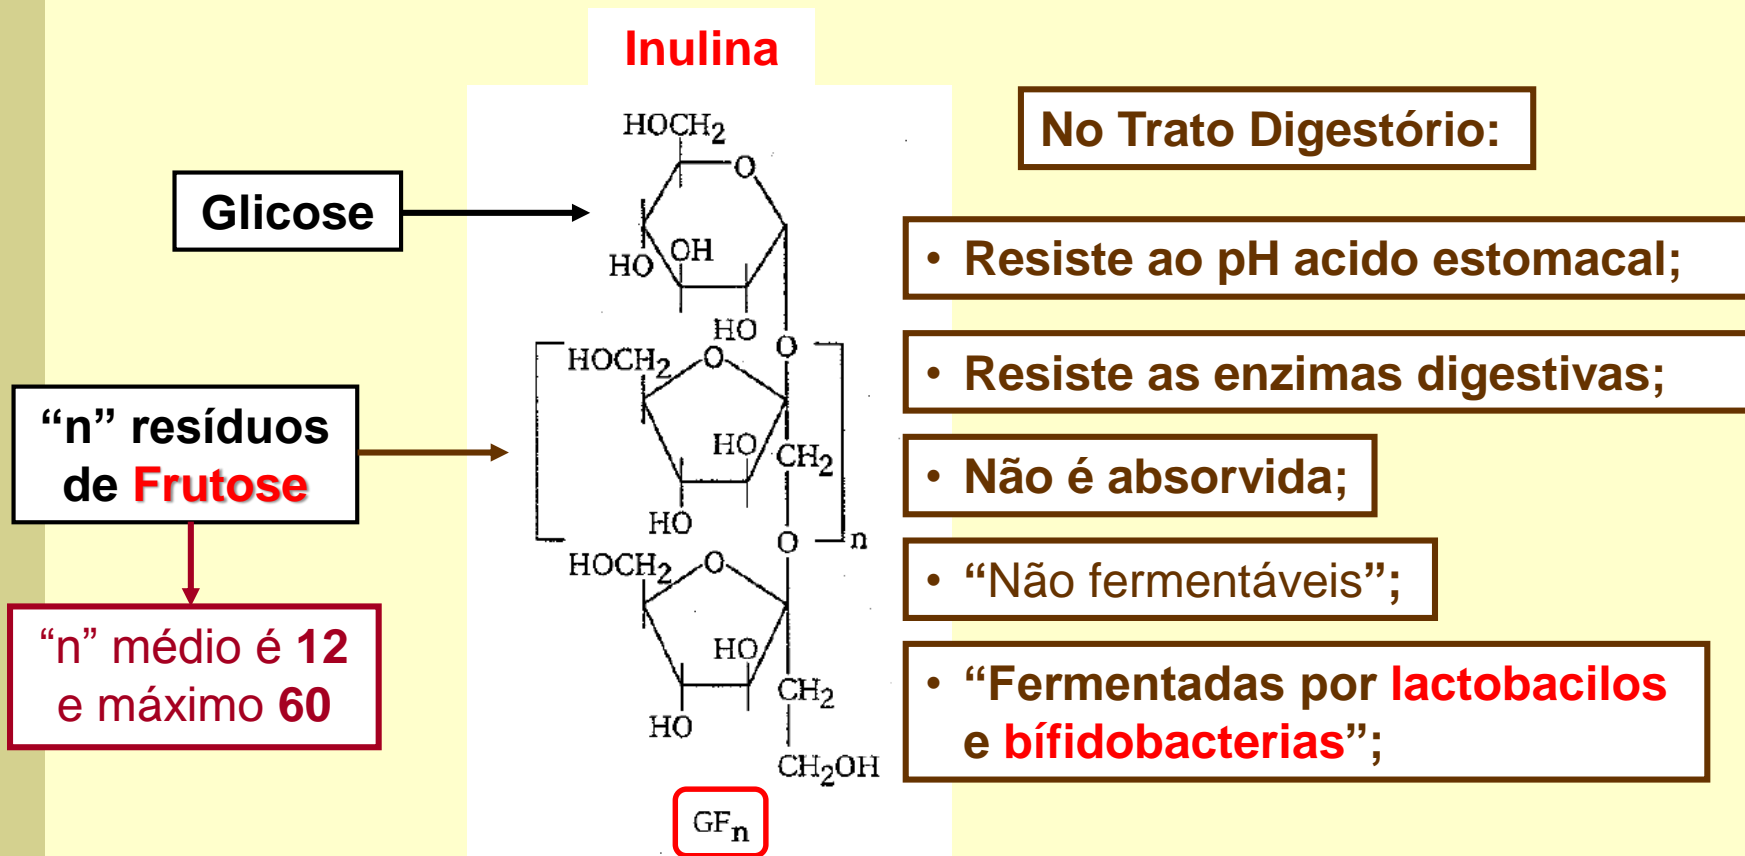 Inulina
Glicose
“n” resíduos
de Frutose
“n” médio é 12
e máximo 60
HOCH2
O
OH
HO
HO
O
HOCH2
O
HO
CH2
HO
O
n
HOCH2
O
HO
CH2
HO
CH2OH
GFn
No Trato Digestório:
• Resiste ao pH acido estomacal;
• Resiste as enzimas digestivas;
• Não é absorvida;
• “Não fermentáveis”;
• “Fermentadas por lactobacilos
e bífidobacterias”;